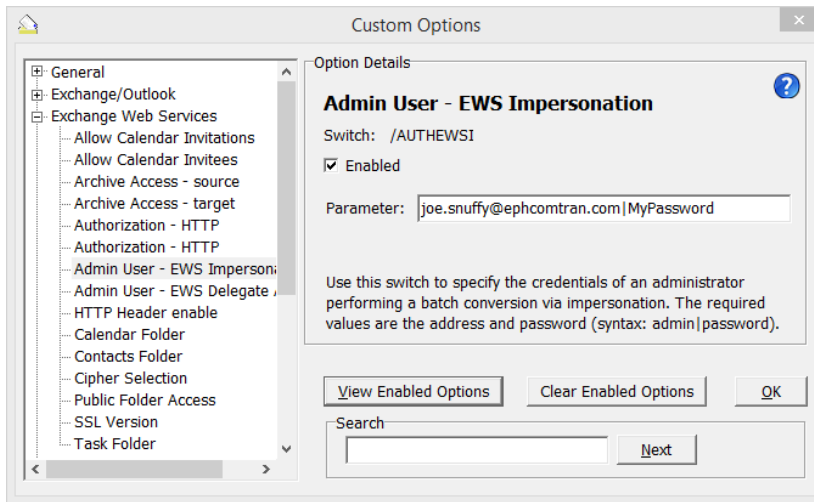 Custom Options
General
Exchange/Outlook
Exchange Web Services
Allow Calendar Invitations
Allow Calendar Invitees
Archive Access - source
Archive Access - target
Authorization - HTTP
Authorization - HTTP
Admin User - EWS Imperson
Admin User - EWS Delegate
HTTP Header enable
Calendar Folder
Contacts Folder
Cipher Selection
Public Folder Access
SSL Version
Task Folder
Option Details
?
Admin User - EWS Impersonation
Switch: /AUTHEWSI
Enabled
Parameter: joe.snuffy@ephcomtran.com|MyPassword
Use this switch to specify the credentials of an administrator
performing a batch conversion via impersonation. The required
values are the address and password (syntax: admin|password).
View Enabled Options Clear Enabled Options OK
Search
Next